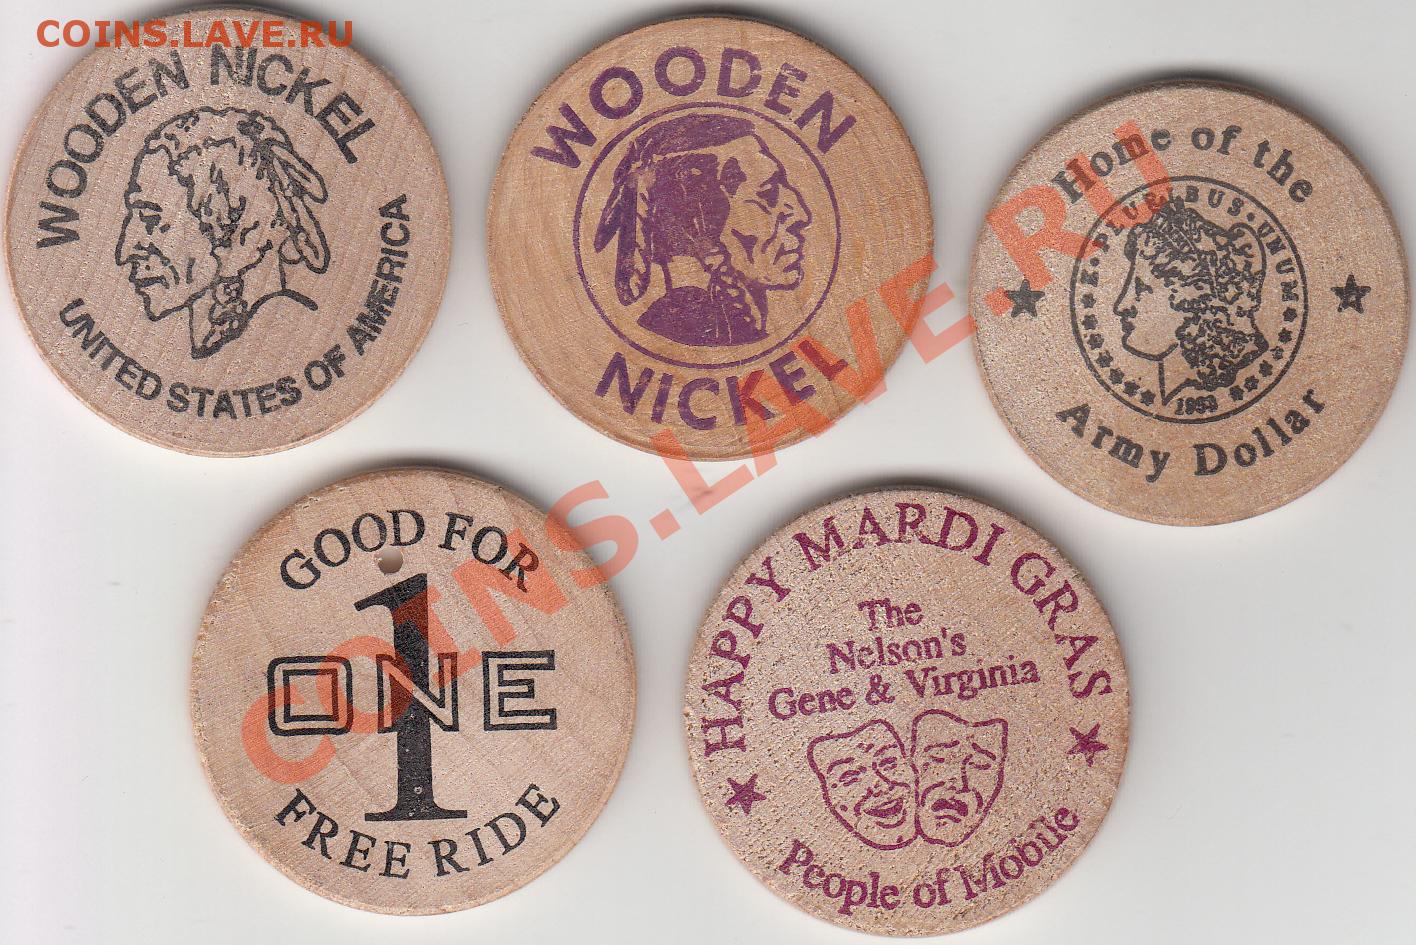 COINS.LAVE.RU
WOODEN NICKEL
UNITED STATES OF AMERICA
WOODEN
NICKEL
Home of the
E·PLURIBUS·UNUM
Army Dollar
GOOD FOR
1
ONE
FREE RIDE
HAPPY MARDI GRAS
The
Nelson's
Gene & Virginia
People of Mobile
COINS.LAVE.RU